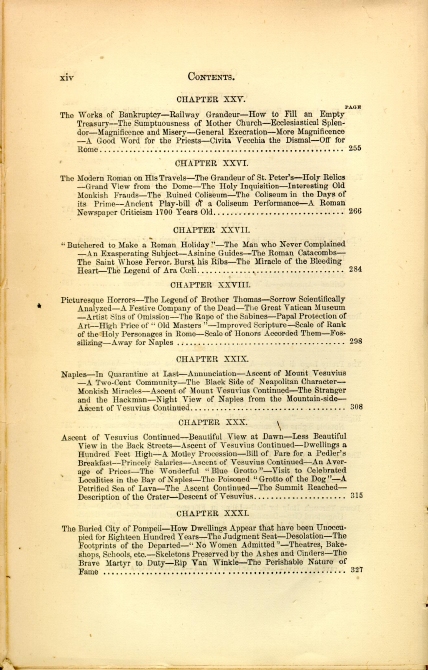 xiv CONTENTS.
CHAPTER XXV.
PAGE
The Works of Bankruptcy—Railway Grandeur—How to Fill an Empty
Treasury—The Sumptuousness of Mother Church—Ecclesiastical Splen-
dor—Magnificence and Misery—General Execration—More Magnificence
—A Good Word for the Priests—Civita Vecchia the Dismal—Off for
Rome.................................................................. 255
CHAPTER XXVI.
The Modern Roman on His Travels—The Grandeur of St. Peter's—Holy Relics
—Grand View from the Dome—The Holy Inquisition—Interesting Old
Monkish Frauds—The Ruined Coliseum—The Coliseum in the Days of
its Prime—Ancient Play-bill of a Coliseum Performance—A Roman
Newspaper Criticism 1700 Years Old................................ 266
CHAPTER XXVII.
"Butchered to Make a Roman Holiday"—The Man who Never Complained
—An Exasperating Subject—Asinine Guides—The Roman Catacombs—
The Saint Whose Fervor Burst his Ribs—The Miracle of the Bleeding
Heart—The Legend of Ara Cœli...................................... 284
CHAPTER XXVIII.
Picturesque Horrors—The Legend of Brother Thomas—Sorrow Scientifically
Analyzed—A Festive Company of the Dead—The Great Vatican Museum
—Artist Sins of Omission—The Rape of the Sabines—Papal Protection of
Art—High Price of "Old Masters"—Improved Scripture—Scale of Rank
of the Holy Personages in Rome—Scale of Honors Accorded Them—Fos-
silizing—Away for Naples........................................... 298
CHAPTER XXIX.
Naples—In Quarantine at Last—Annunciation—Ascent of Mount Vesuvius
—A Two-Cent Community—The Black Side of Neapolitan Character—
Monkish Miracles—Ascent of Mount Vesuvius Continued—The Stranger
and the Hackman—Night View of Naples from the Mountain-side—
Ascent of Vesuvius Continued....................................... 308
CHAPTER XXX.
Ascent of Vesuvius Continued—Beautiful View at Dawn—Less Beautiful
View in the Back Streets—Ascent of Vesuvius Continued—Dwellings a
Hundred Feet High—A Motley Procession—Bill of Fare for a Pedler's
Breakfast—Princely Salaries—Ascent of Vesuvius Continued—An Aver-
age of Prices—The Wonderful "Blue Grotto"—Visit to Celebrated
Localities in the Bay of Naples—The Poisoned "Grotto of the Dog"—A
Petrified Sea of Lava—The Ascent Continued—The Summit Reached—
Description of the Crater—Descent of Vesuvius...................... 315
CHAPTER XXXI.
The Buried City of Pompeii—How Dwellings Appear that have been Unoccu-
pied for Eighteen Hundred Years—The Judgment Seat—Desolation—The
Footprints of the Departed—"No Women Admitted"—Theatres, Bake-
shops, Schools, etc.—Skeletons Preserved by the Ashes and Cinders—The
Brave Martyr to Duty—Rip Van Winkle—The Perishable Nature of
Fame .............................................................. 327